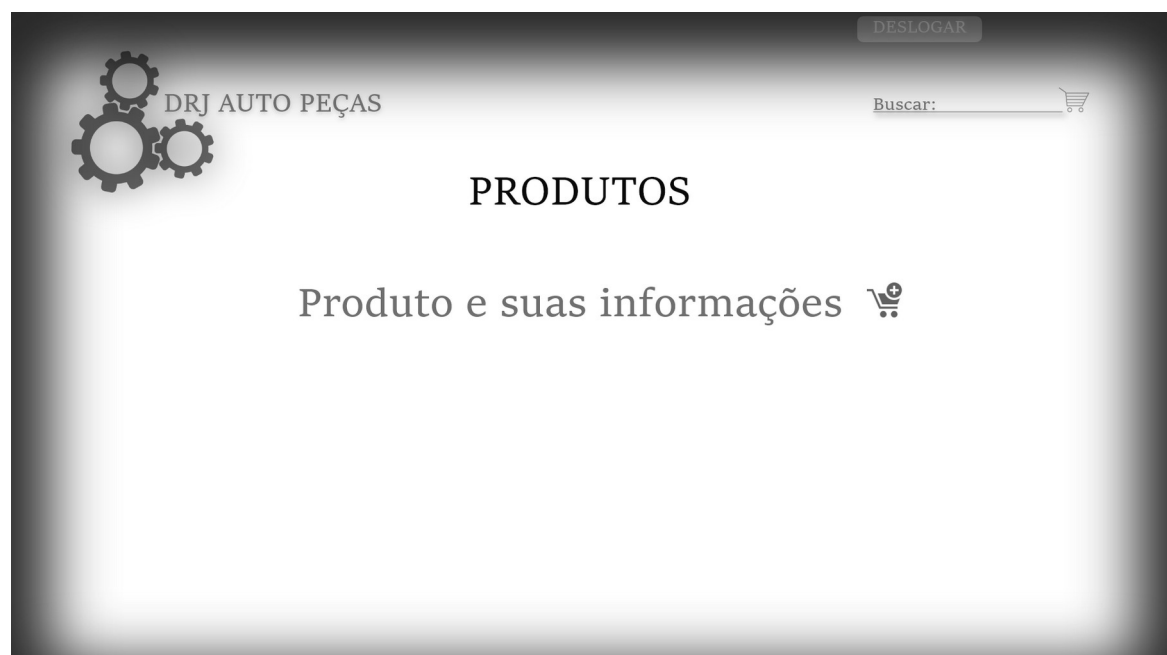 DESLOGAR
DRJ AUTO PEÇAS
Buscar:
PRODUTOS
Produto e suas informações